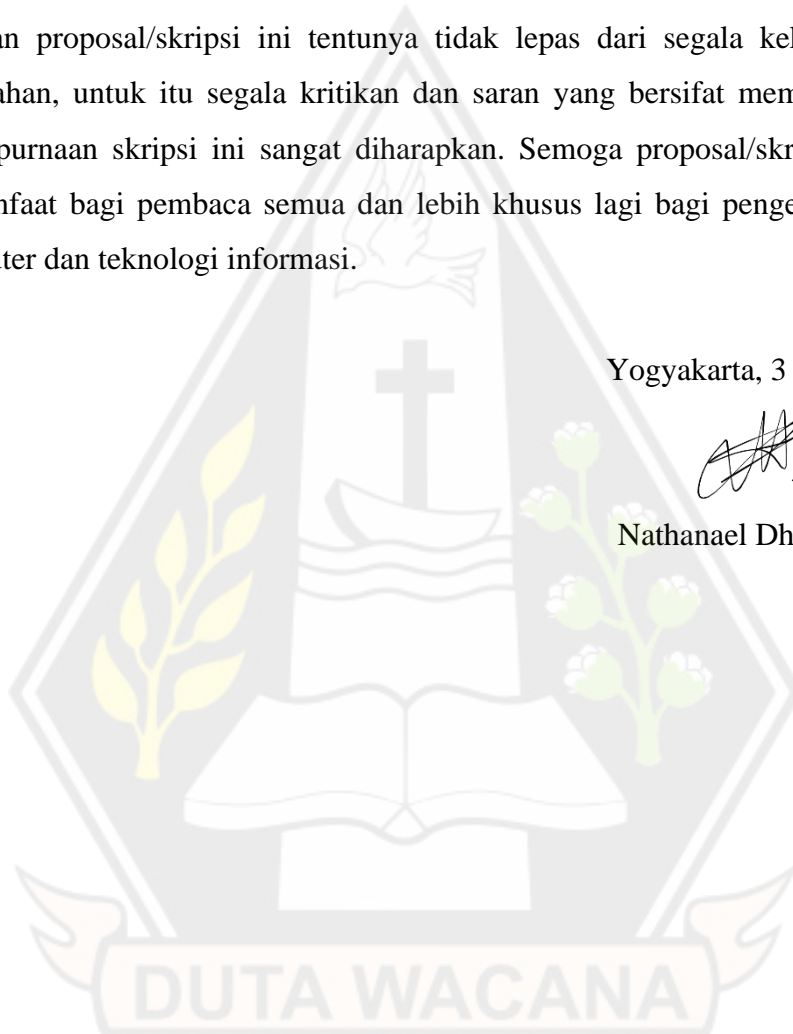 an proposal/skripsi ini tentunya tidak lepas dari segala kel
ahan, untuk itu segala kritikan dan saran yang bersifat mem
purnaan skripsi ini sangat diharapkan. Semoga proposal/skr
nfaat bagi pembaca semua dan lebih khusus lagi bagi penge
ter dan teknologi informasi.
Yogyakarta, 3
Nathanael Dh
DUTA WACANA